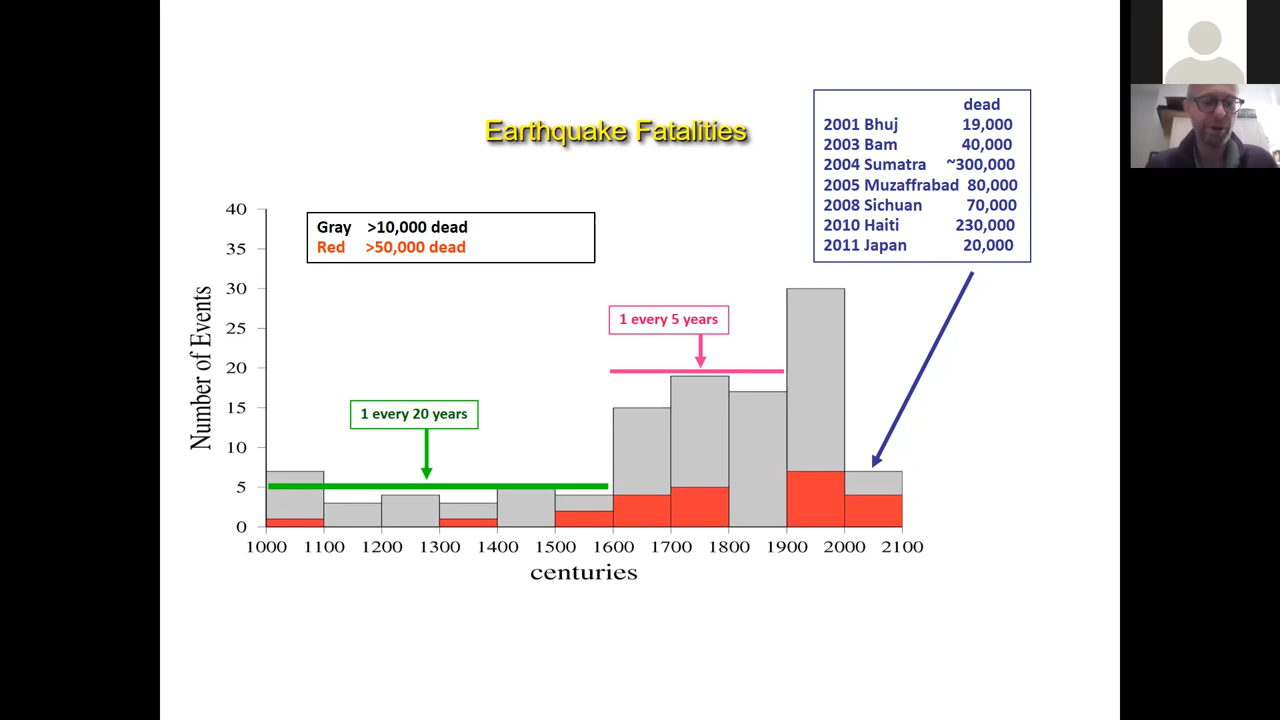 Earthquake Fatalities
dead
2001 Bhuj 19,000
2003 Bam 40,000
2004 Sumatra ~300,000
2005 Muzaffrabad 80,000
2008 Sichuan 70,000
2010 Haiti 230,000
2011 Japan 20,000
Gray >10,000 dead
Red >50,000 dead
1 every 5 years
1 every 20 years
Number of Events
40
35
30
25
20
15
10
5
0
1000 1100 1200 1300 1400 1500 1600 1700 1800 1900 2000 2100
centuries